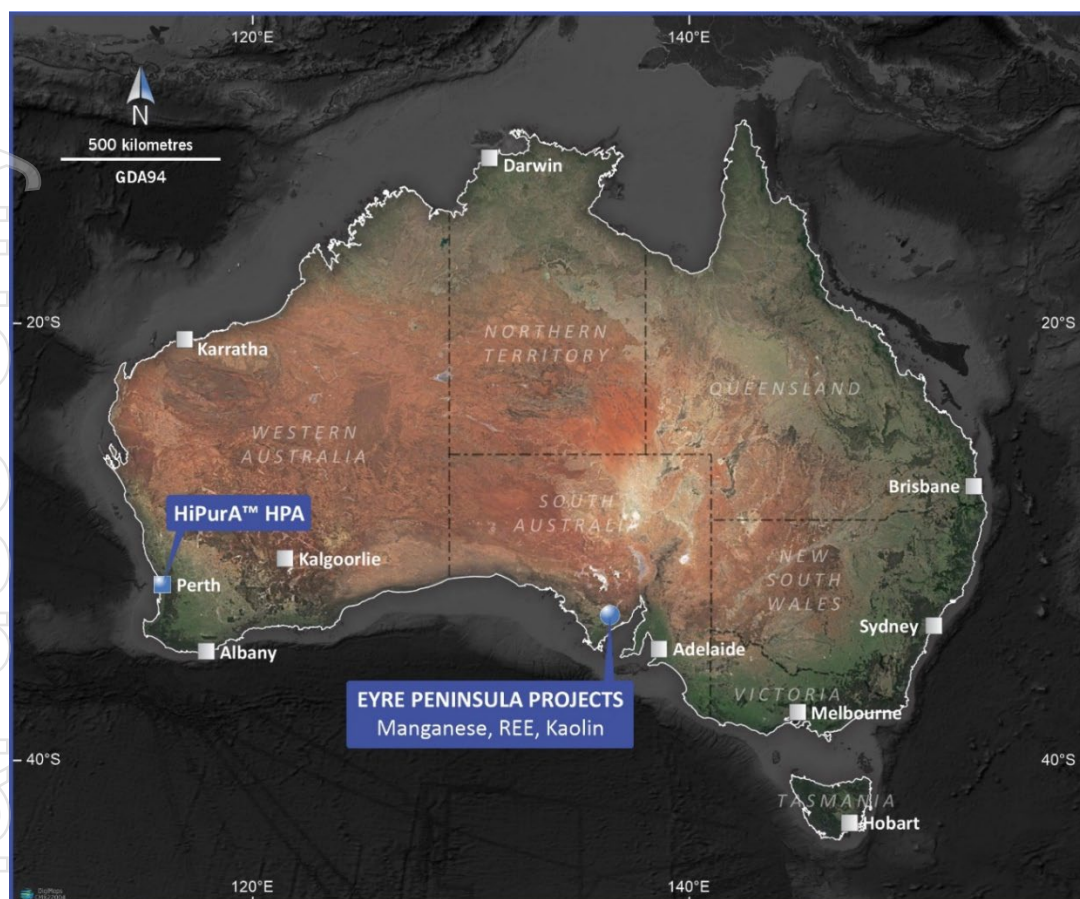 120°E
140°E
N
500 kilometres
GDA94
Darwin
20°S
20°S
Karratha
NORTHERN
TERRITORY
QUEENSLAND
WESTERN
AUSTRALIA
SOUTH
AUSTRALIA
Brisbane
HiPurA™ HPA
Kalgoorlie
NEW
SOUTH
WALES
Perth
Sydney
Albany
Adelaide
EYRE PENINSULA PROJECTS
Manganese, REE, Kaolin
VICTORIA
Melbourne
40°S
40°S
TASMANIA
Hobart
120°E
140°E
DigiMaps